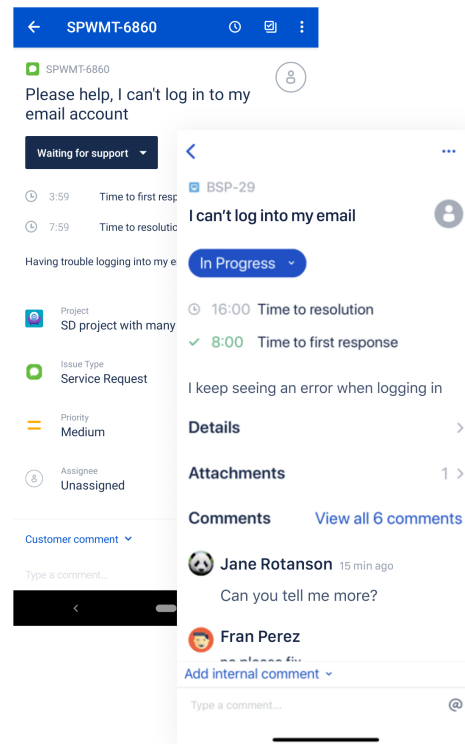 SPWMT-6860
SPWMT-6860
Please help, I can't log in to my
email account
Waiting for support
3:59 Time to first resp
7:59 Time to resolutio
Having trouble logging into my e
Project
SD project with many
Issue Type
Service Request
Priority
Medium
Assignee
Unassigned
Customer comment
Type a comment...
BSP-29
I can't log into my email
In Progress
16:00 Time to resolution
8:00 Time to first response
I keep seeing an error when logging in
Details
Attachments 1
Comments View all 6 comments
Jane Rotanson 15 min ago
Can you tell me more?
Fran Perez
no please fix
Add internal comment
Type a comment... @